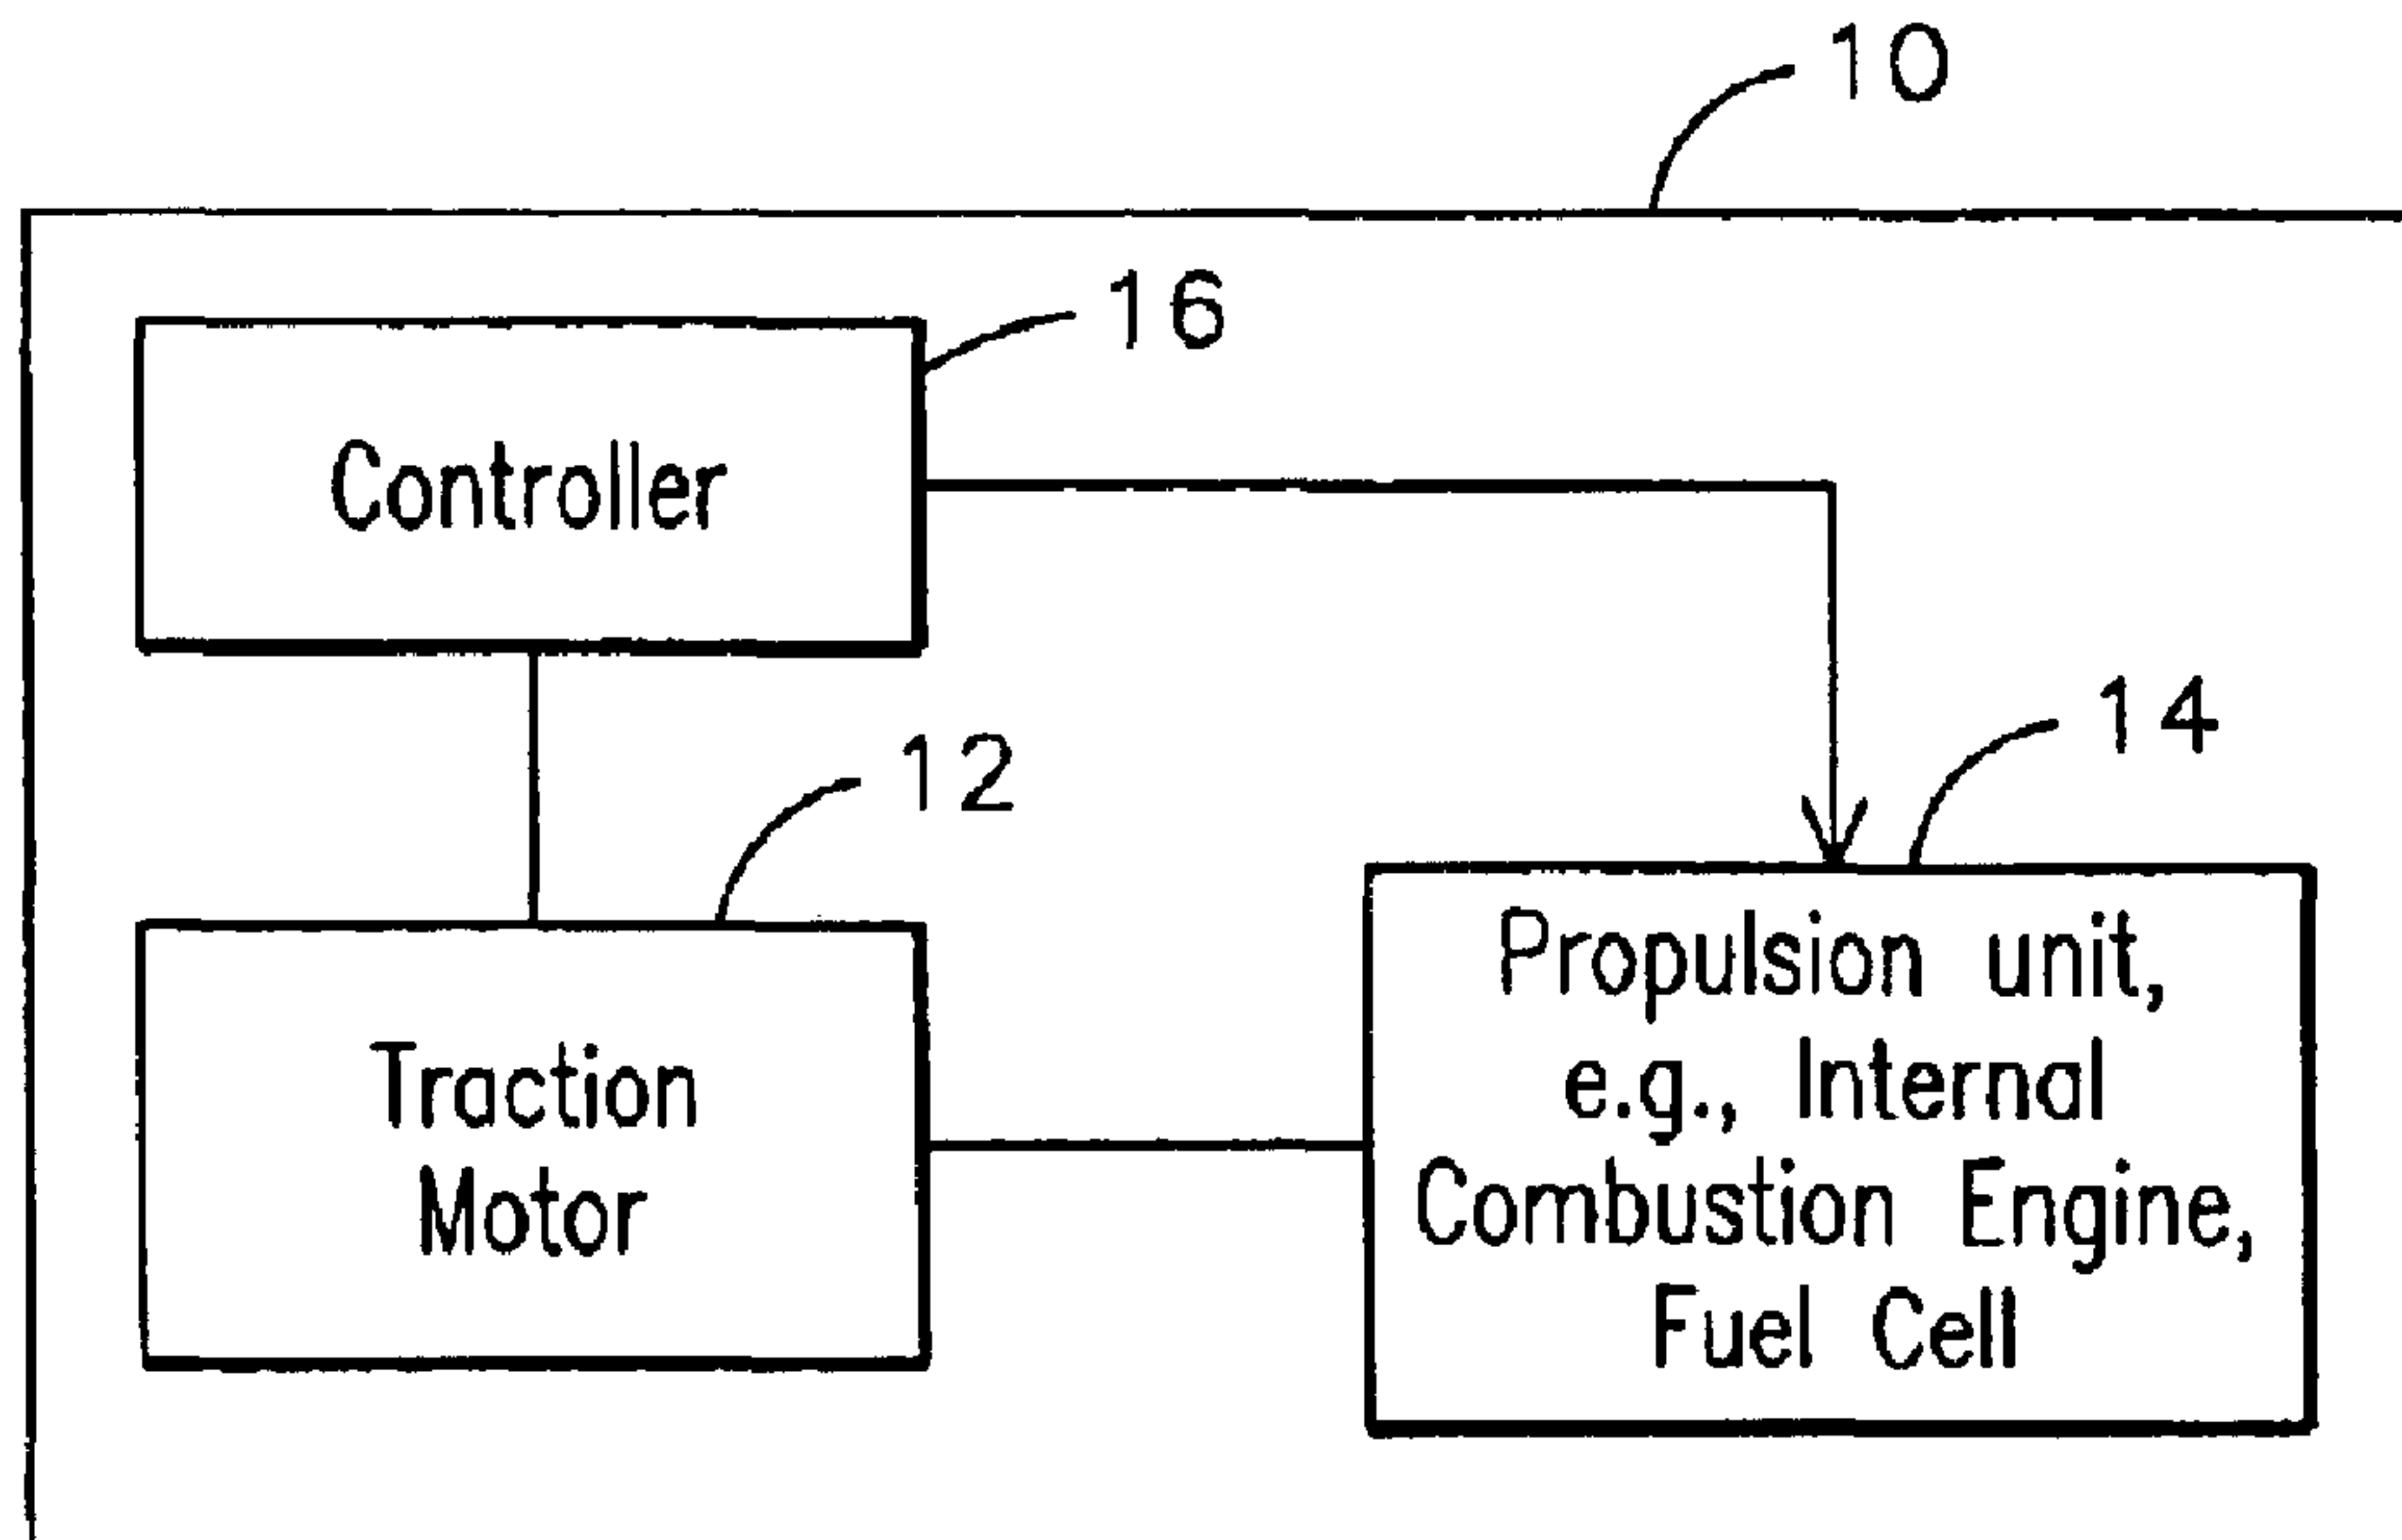 10
16
Controller
14
12
Propulsion unit,
e.g., Internal
Combustion Engine,
Fuel Cell
Traction
Motor